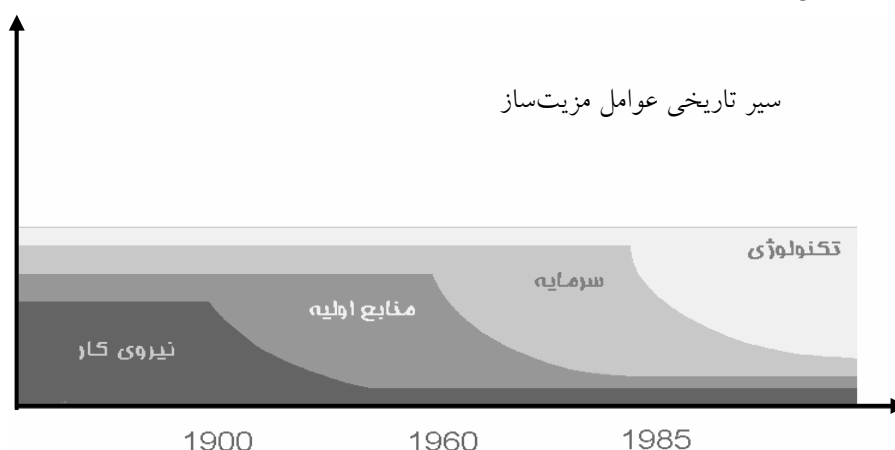 سیر تاریخی عوامل مزیت‌ساز
تکنولوژی
سرمایه
منابع اولیه
نیروی کار
1900 1960 1985